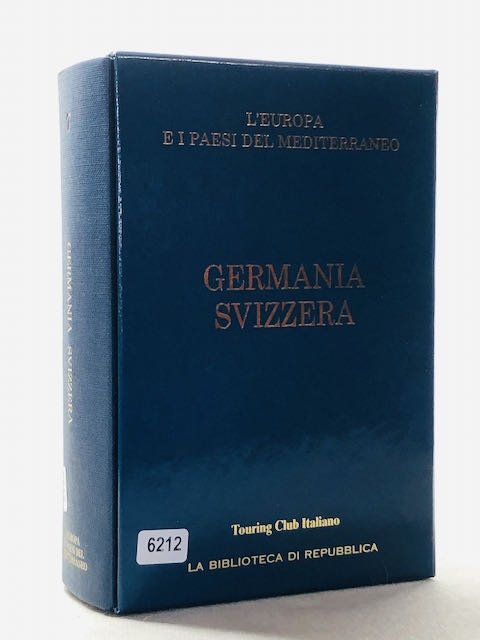 L'EUROPA
E I PAESI DEL MEDITERRANEO
GERMANIA
SVIZZERA
Touring Club Italiano
LA BIBLIOTECA DI REPUBBLICA
6212
GERMANIA SVIZZERA